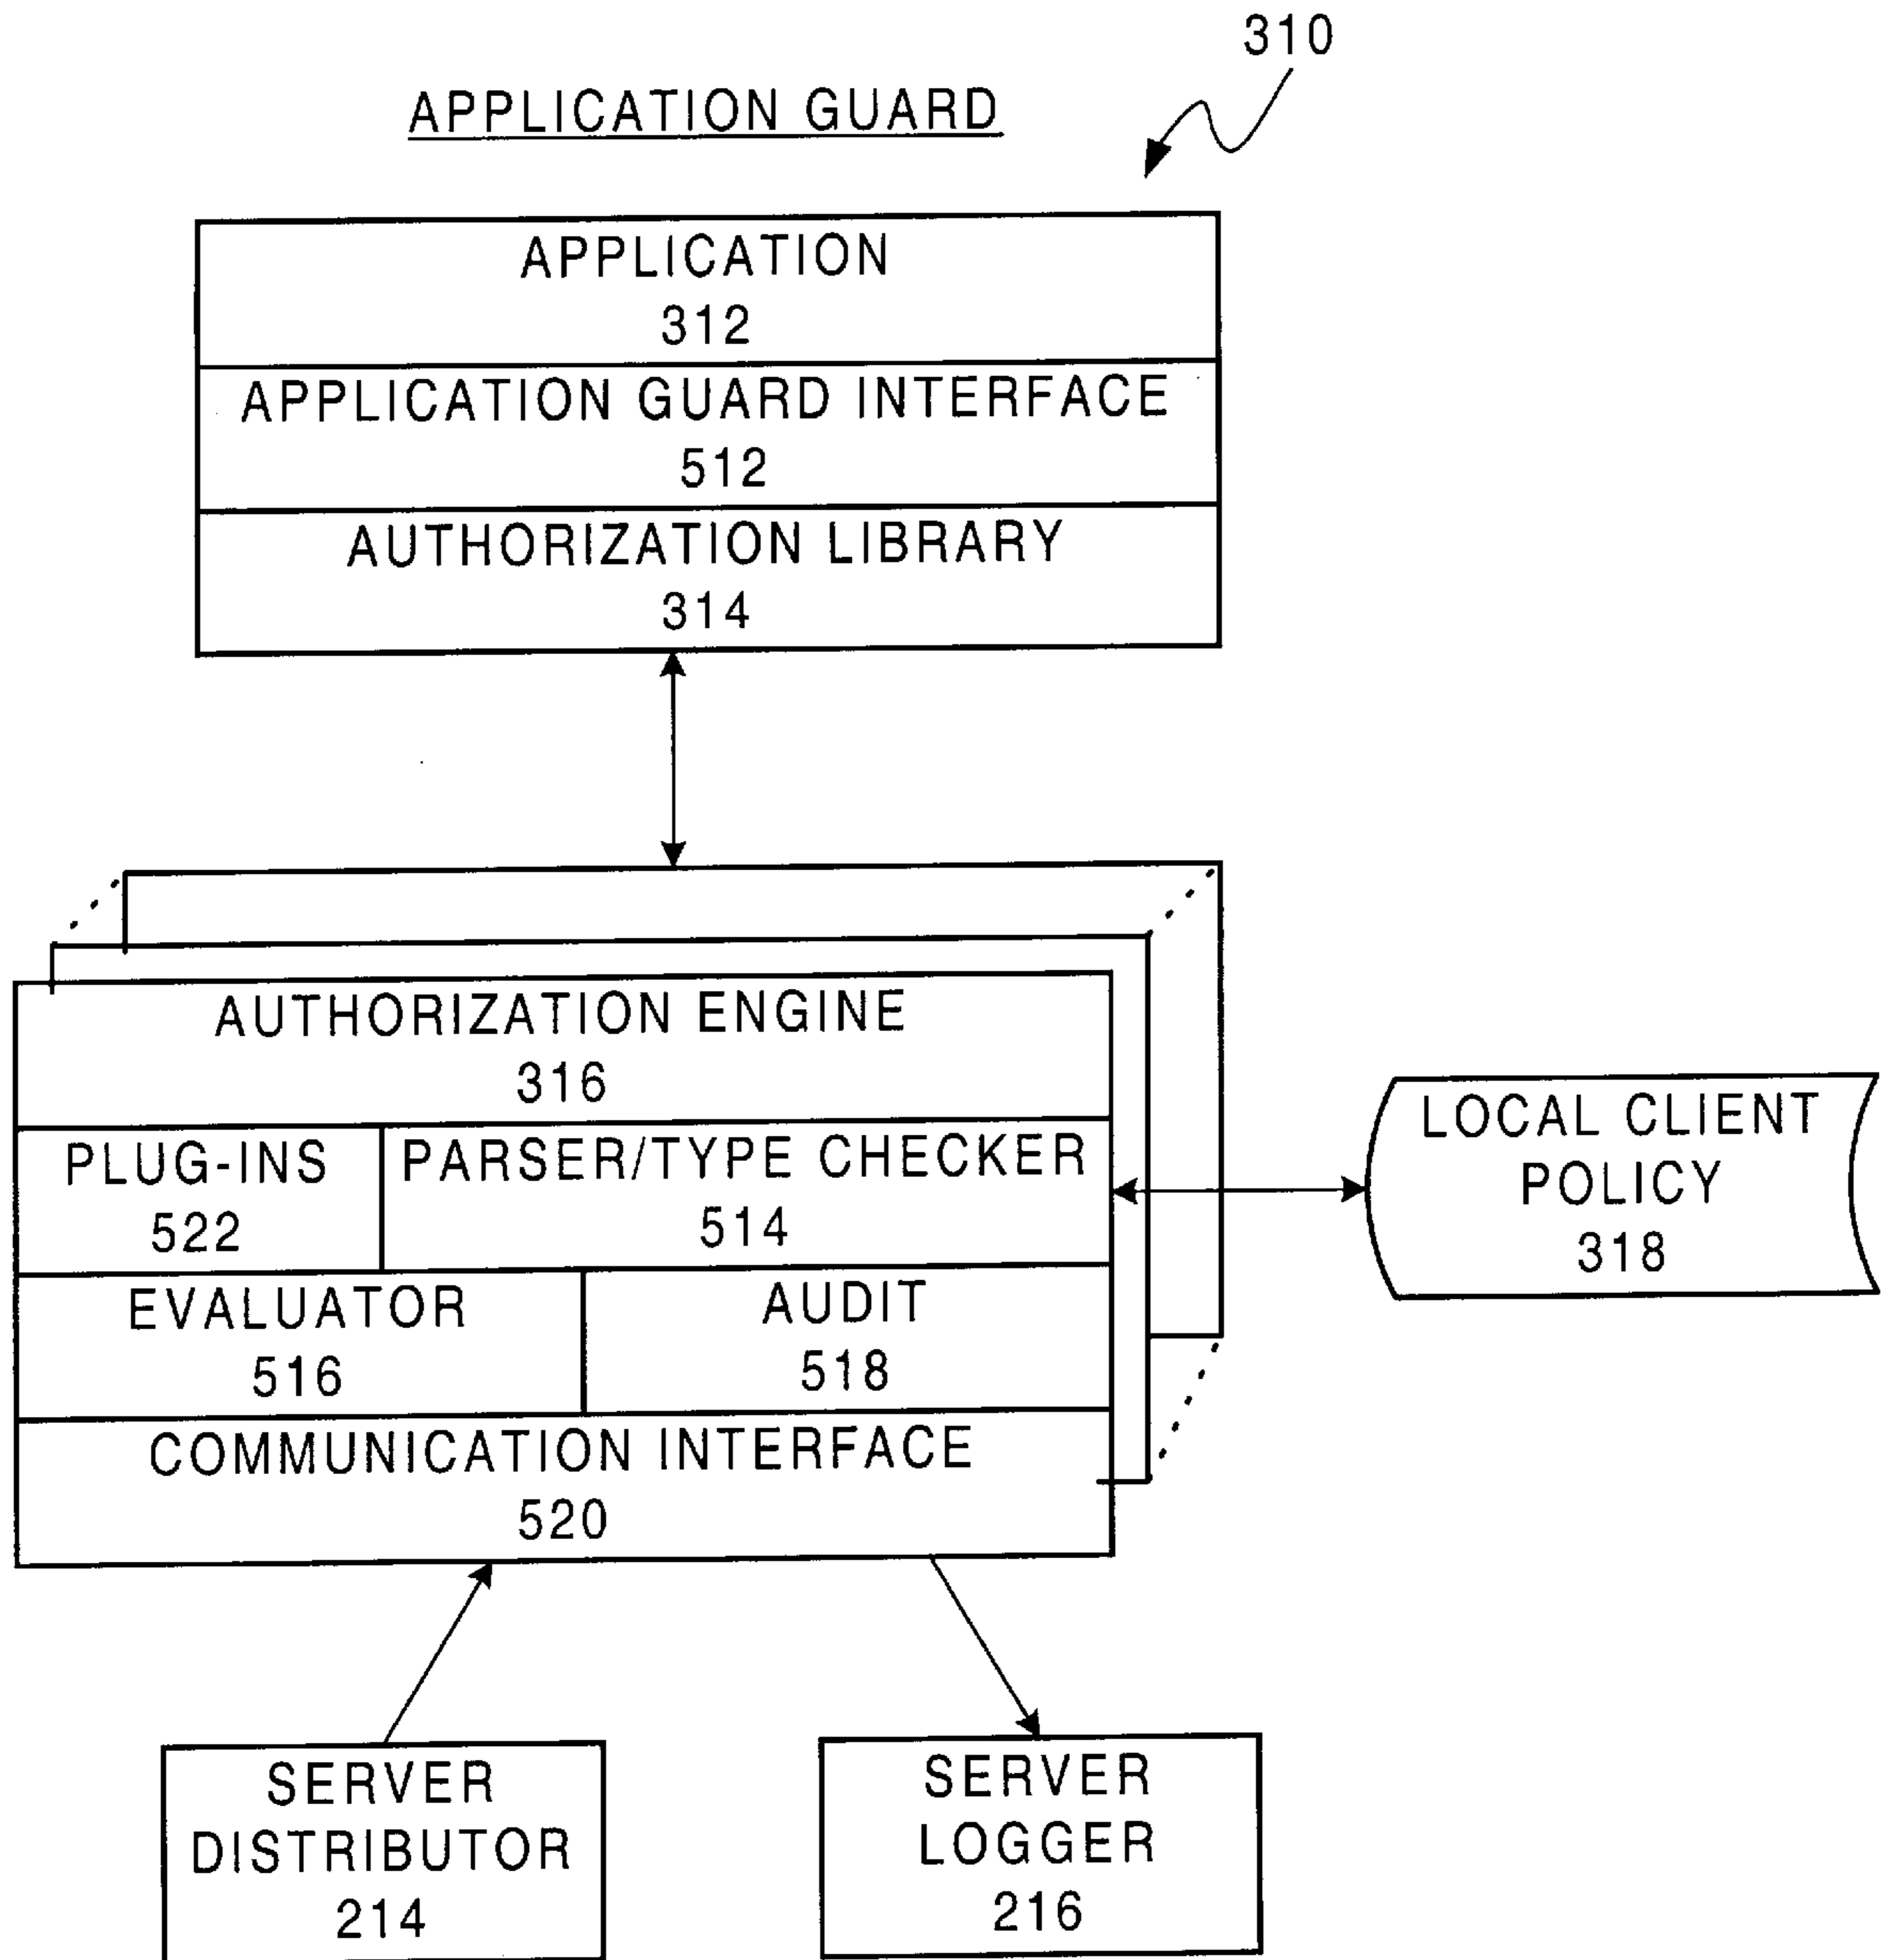 310
APPLICATION GUARD
APPLICATION
312
APPLICATION GUARD INTERFACE
512
AUTHORIZATION LIBRARY
314
AUTHORIZATION ENGINE
316
PLUG-INS
522
PARSER/TYPE CHECKER
514
EVALUATOR
516
AUDIT
518
COMMUNICATION INTERFACE
520
LOCAL CLIENT
POLICY
318
SERVER
DISTRIBUTOR
214
SERVER
LOGGER
216